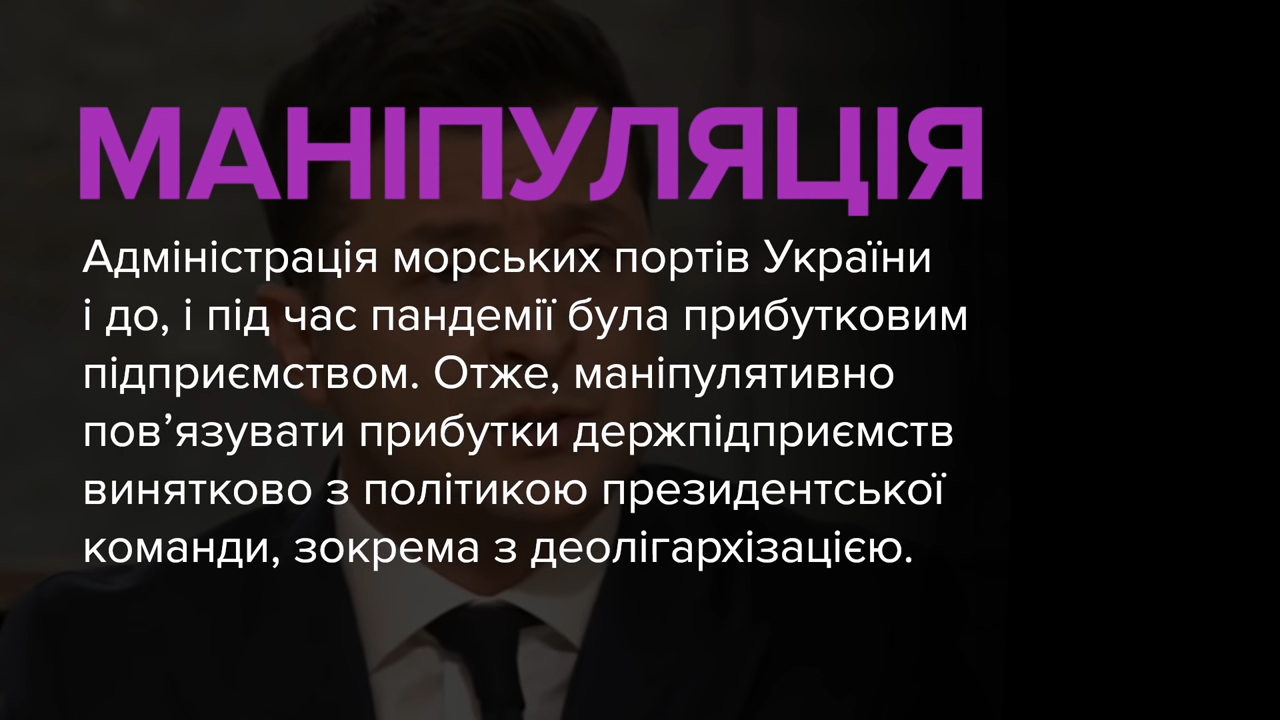 МАНІПУЛЯЦІЯ
Адміністрація морських портів України
і до, і під час пандемії була прибутковим
підприємством. Отже, маніпулятивно
пов’язувати прибутки держпідприємств
винятково з політикою президентської
команди, зокрема з деолігархізацією.